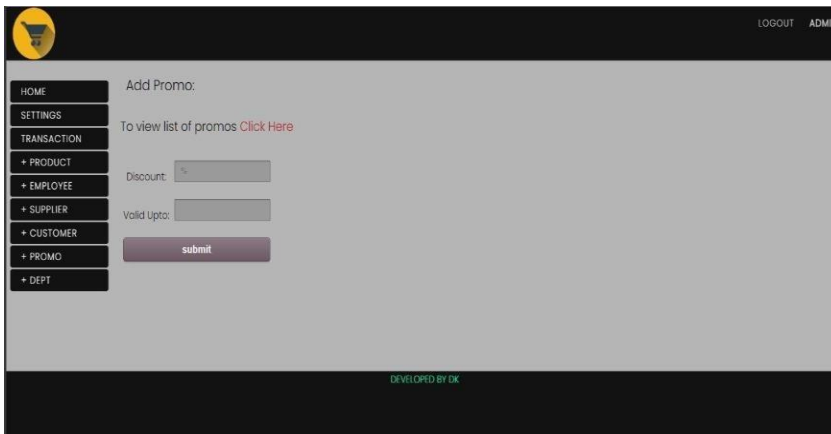 LOGOUT ADMI
HOME
SETTINGS
TRANSACTION
+ PRODUCT
+ EMPLOYEE
+ SUPPLIER
+ CUSTOMER
+ PROMO
+ DEPT
Add Promo:
To view list of promos Click Here
Discount: %
Valid Upto:
submit
DEVELOPED BY DK